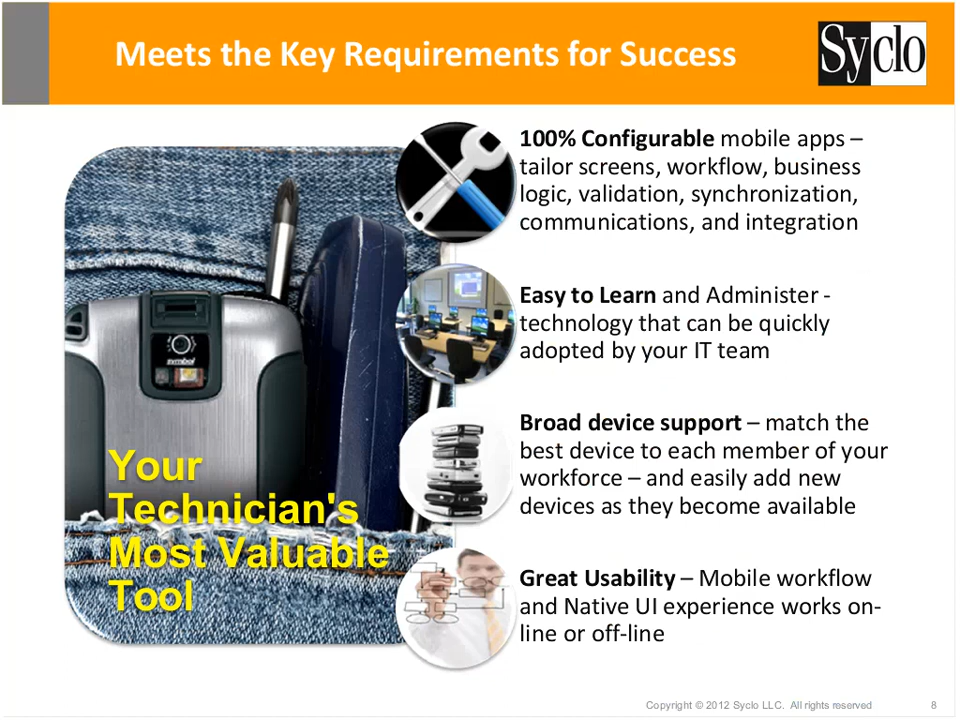 Meets the Key Requirements for Success
Syclo
100% Configurable mobile apps –
tailor screens, workflow, business
logic, validation, synchronization,
communications, and integration
Easy to Learn and Administer -
technology that can be quickly
adopted by your IT team
symbol
Broad device support – match the
best device to each member of your
workforce – and easily add new
devices as they become available
Your
Technician's
Most Valuable
Tool
Great Usability – Mobile workflow
and Native UI experience works on-
line or off-line
Copyright © 2012 Syclo LLC. All rights reserved
8